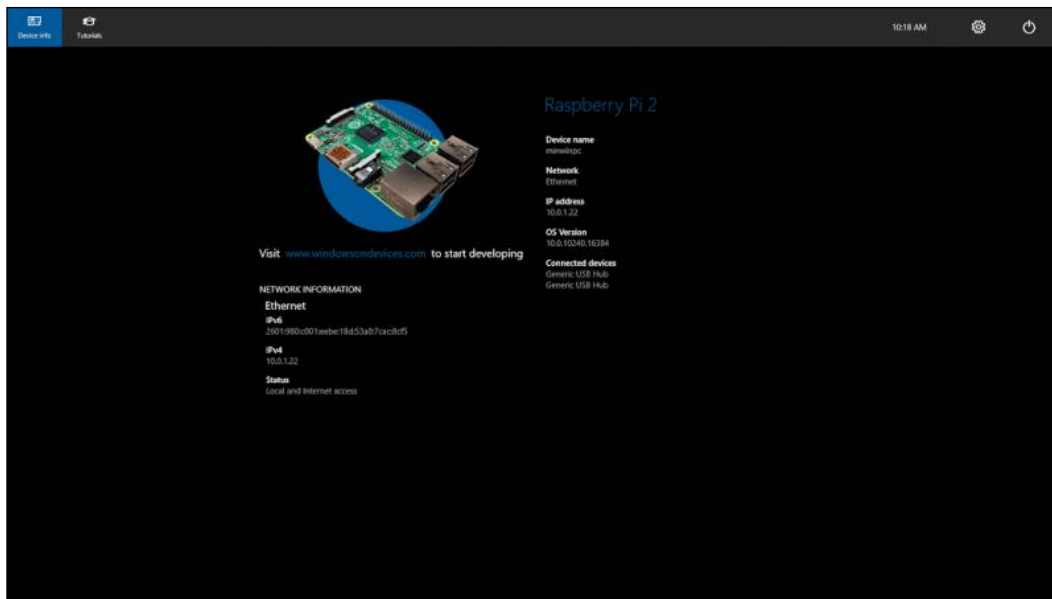 Device info
Tutorials
10:18 AM
Raspberry Pi 2
Device name
minwinpc
Network
Ethernet
IP address
10.0.1.22
OS Version
10.0.10240.16384
Connected devices
Generic USB Hub
Generic USB Hub
Visit www.windowsondevices.com to start developing
NETWORK INFORMATION
Ethernet
IPv6
IPv4
10.0.1.22
Status
Local and Internet access